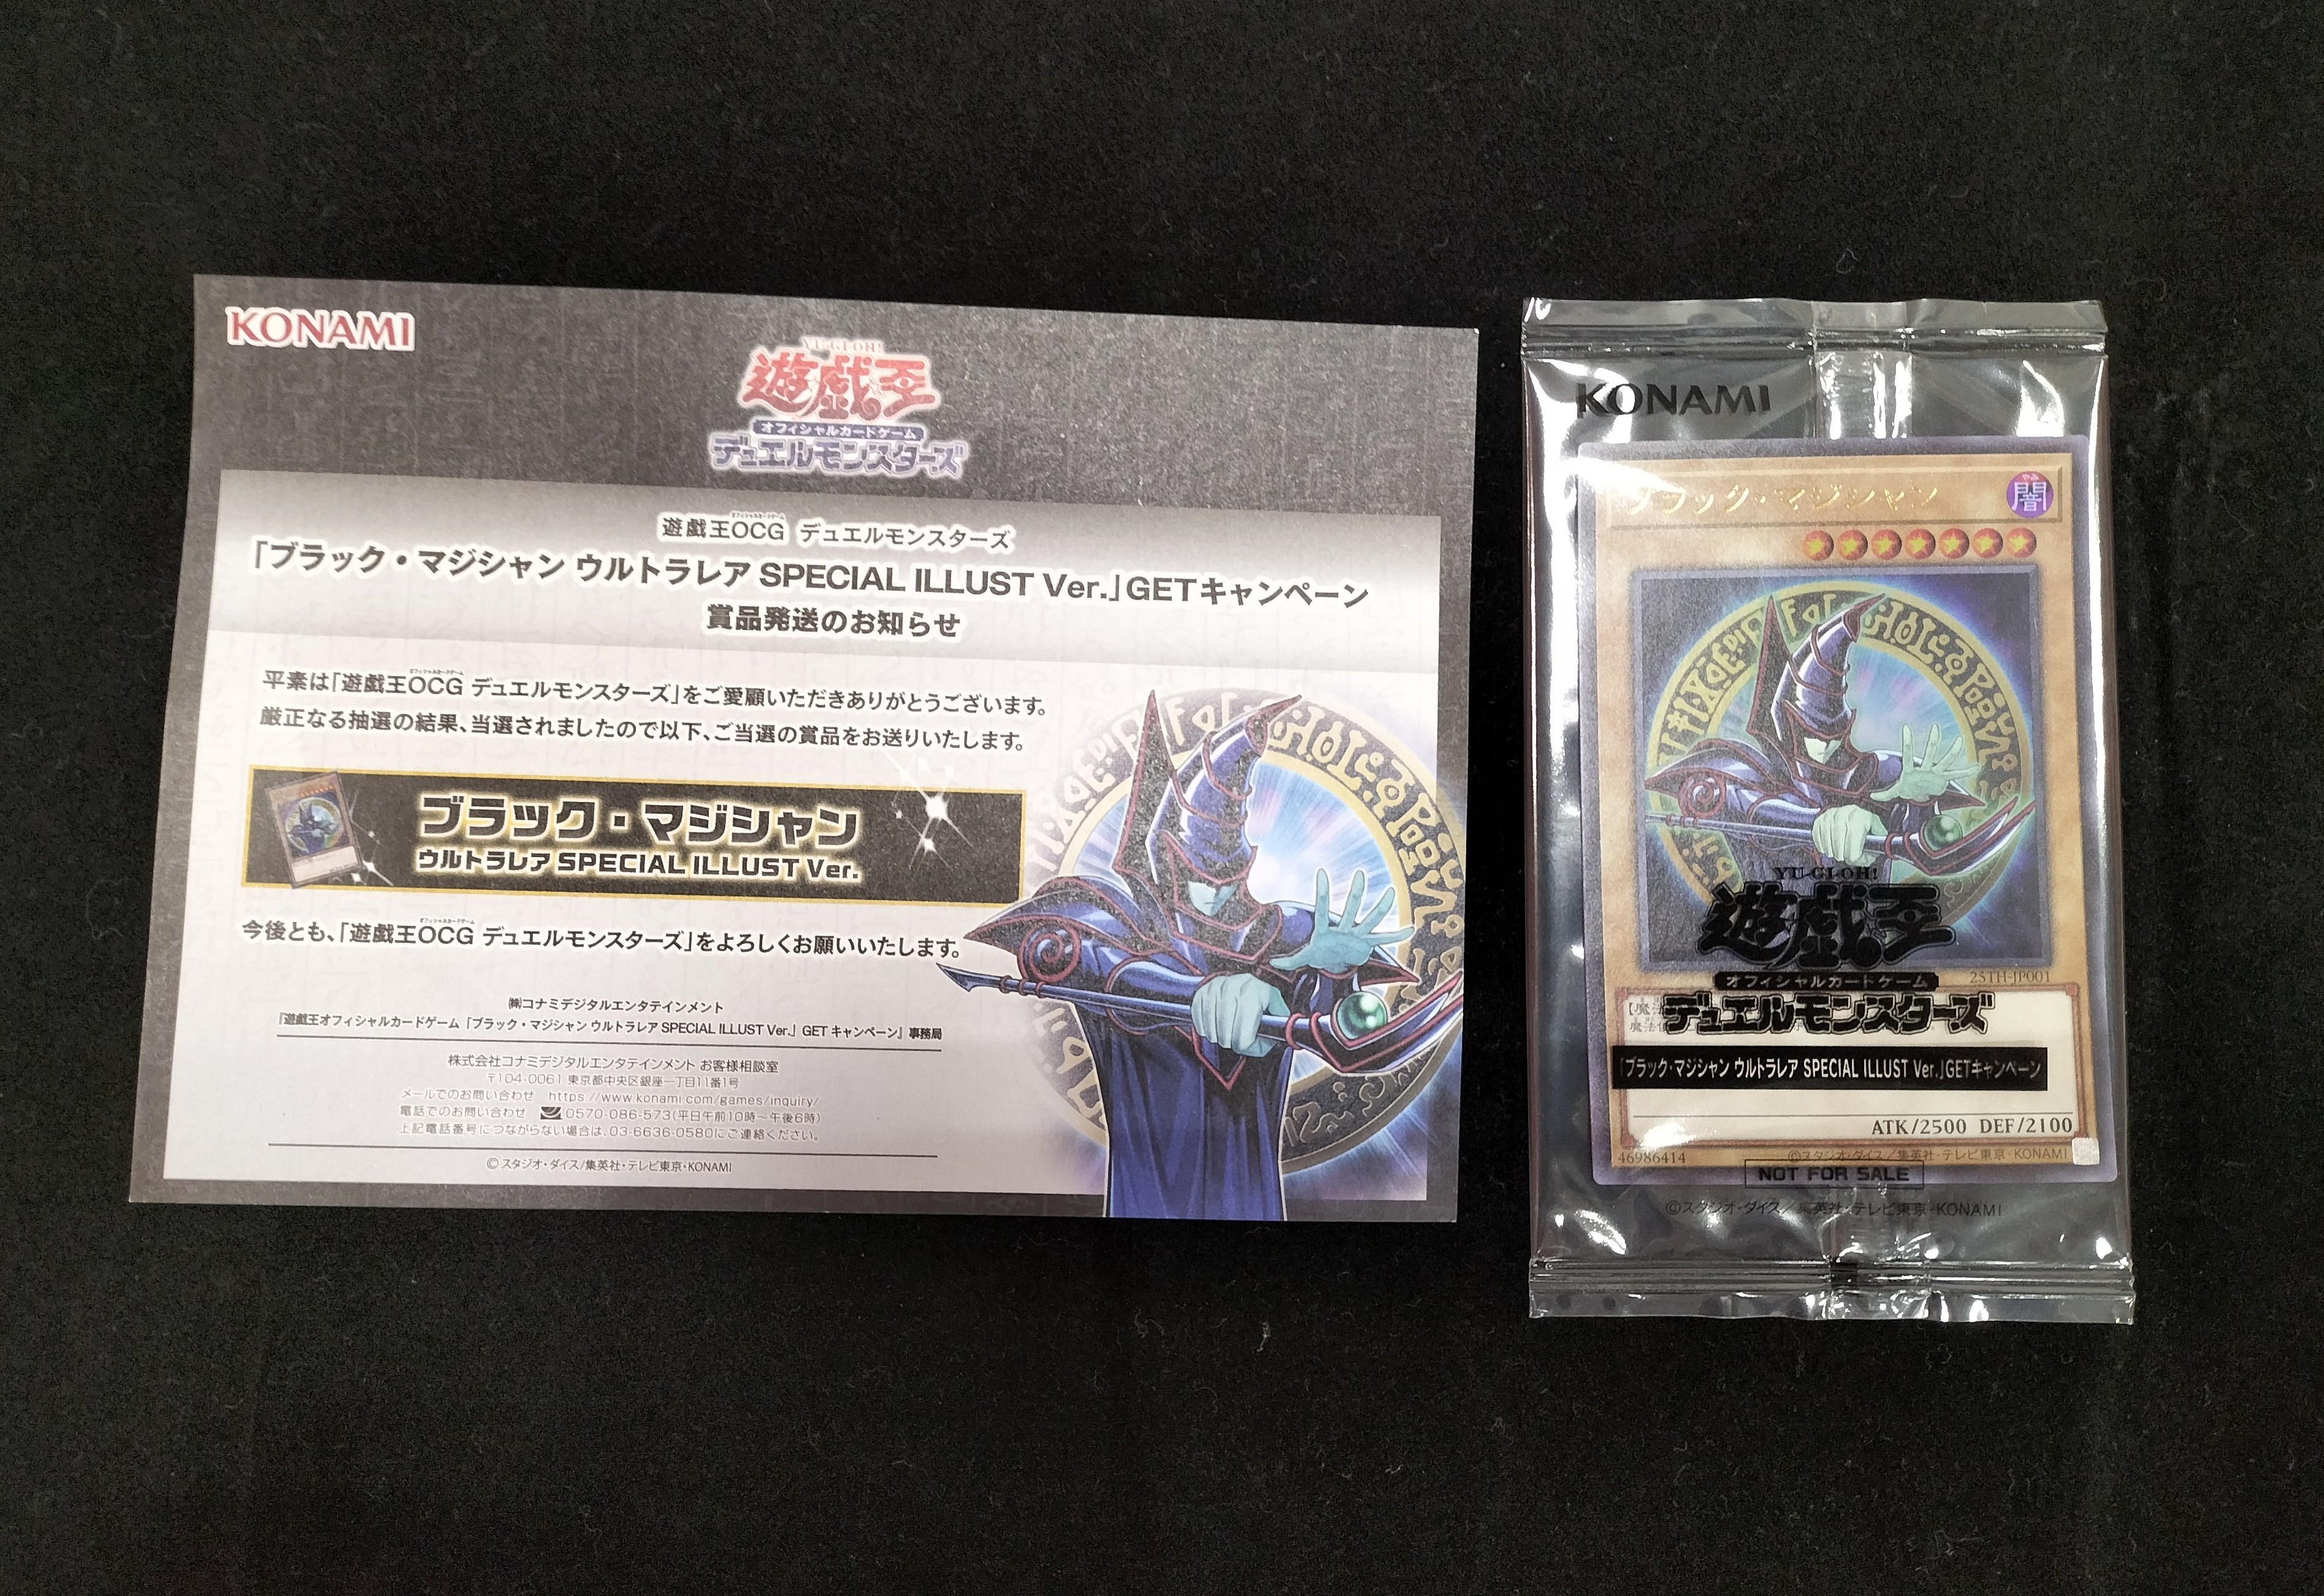 KONAMI
YU-GI-OH!
遊戯王
オフィシャルカードゲーム
デュエルモンスターズ
遊戯王OCG デュエルモンスターズ
「ブラック・マジシャン ウルトラレア SPECIAL ILLUST Ver.」GETキャンペーン
賞品発送のお知らせ
平素は「遊戯王OCG デュエルモンスターズ」をご愛顧いただきありがとうございます。
厳正なる抽選の結果、当選されましたので以下、ご当選の賞品をお送りいたします。
ブラック・マジシャン
ウルトラレア SPECIAL ILLUST Ver.
今後とも、「遊戯王OCG デュエルモンスターズ」をよろしくお願いいたします。
㈱コナミデジタルエンタテインメント
『遊戯王オフィシャルカードゲーム「ブラック・マジシャン ウルトラレア SPECIAL ILLUST Ver.」GET キャンペーン』事務局
株式会社コナミデジタルエンタテインメント お客様相談室
〒104-0061 東京都中央区銀座一丁目11番1号
メールでのお問い合わせ https://www.konami.com/games/inquiry/
電話でのお問い合わせ 0570-086-573(平日午前10時〜午後6時)
上記電話番号につながらない場合は、03-6636-0580にご連絡ください。
©スタジオ・ダイス/集英社・テレビ東京・KONAMI
KONAMI
ブラック・マジシャン
闇
YU-GI-OH!
遊戯王
オフィシャルカードゲーム
25TH-JP001
デュエルモンスターズ
「ブラック・マジシャン ウルトラレア SPECIAL ILLUST Ver.」GETキャンペーン
ATK/2500 DEF/2100
46986414
©スタジオ・ダイス/集英社・テレビ東京・KONAMI
NOT FOR SALE
©スタジオ・ダイス/集英社・テレビ東京・KONAMI